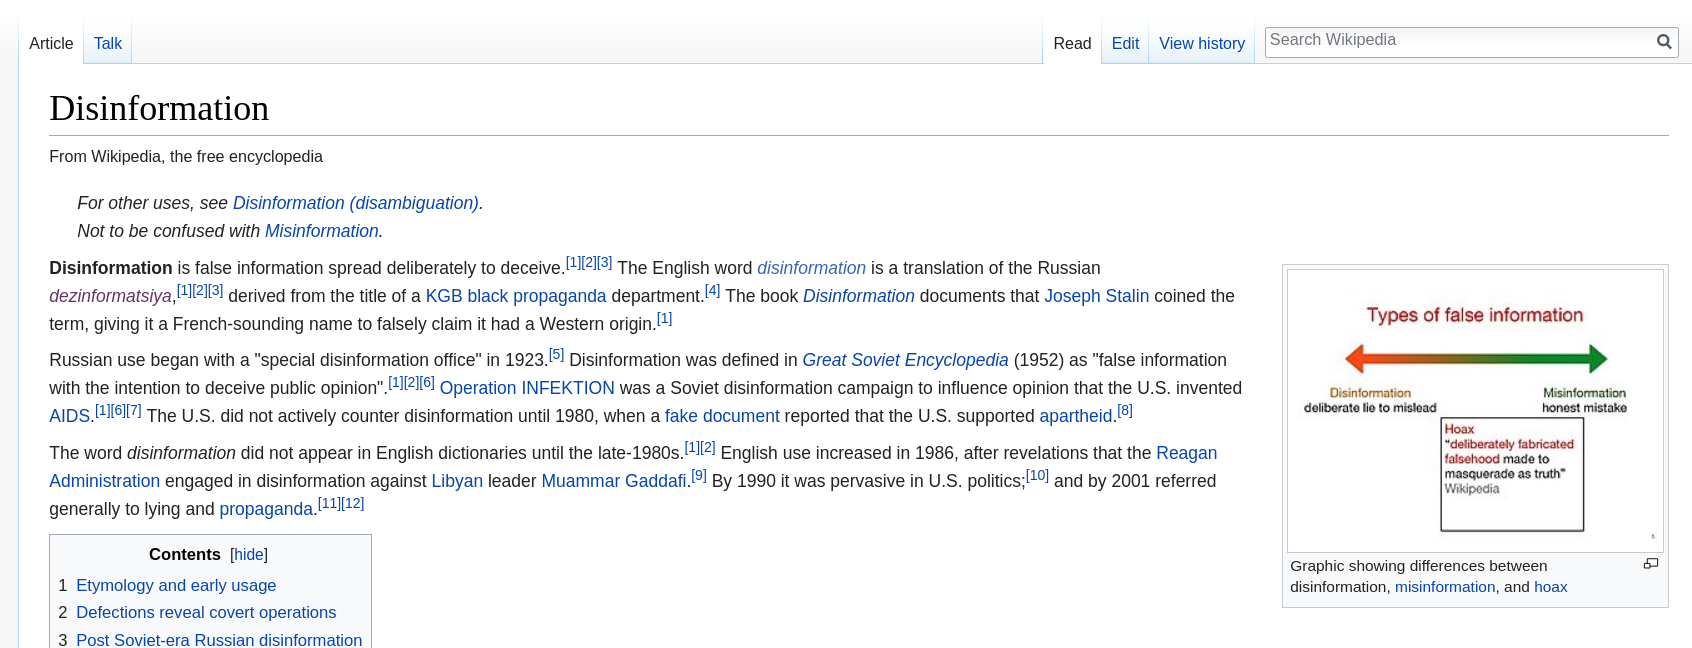 Article Talk Read Edit View history Search Wikipedia
Disinformation
From Wikipedia, the free encyclopedia
For other uses, see Disinformation (disambiguation).
Not to be confused with Misinformation.
Disinformation is false information spread deliberately to deceive.[1][2][3] The English word disinformation is a translation of the Russian
dezinformatsiya,[1][2][3] derived from the title of a KGB black propaganda department.[4] The book Disinformation documents that Joseph Stalin coined the
term, giving it a French-sounding name to falsely claim it had a Western origin.[1]
Russian use began with a "special disinformation office" in 1923.[5] Disinformation was defined in Great Soviet Encyclopedia (1952) as "false information
with the intention to deceive public opinion".[1][2][6] Operation INFEKTION was a Soviet disinformation campaign to influence opinion that the U.S. invented
AIDS.[1][6][7] The U.S. did not actively counter disinformation until 1980, when a fake document reported that the U.S. supported apartheid.[8]
The word disinformation did not appear in English dictionaries until the late-1980s.[1][2] English use increased in 1986, after revelations that the Reagan
Administration engaged in disinformation against Libyan leader Muammar Gaddafi.[9] By 1990 it was pervasive in U.S. politics;[10] and by 2001 referred
generally to lying and propaganda.[11][12]
Contents [hide]
1 Etymology and early usage
2 Defections reveal covert operations
3 Post Soviet-era Russian disinformation
Types of false information
Disinformation
deliberate lie to mislead
Misinformation
honest mistake
Hoax
"deliberately fabricated
falsehood made to
masquerade as truth"
Wikipedia
Graphic showing differences between
disinformation, misinformation, and hoax